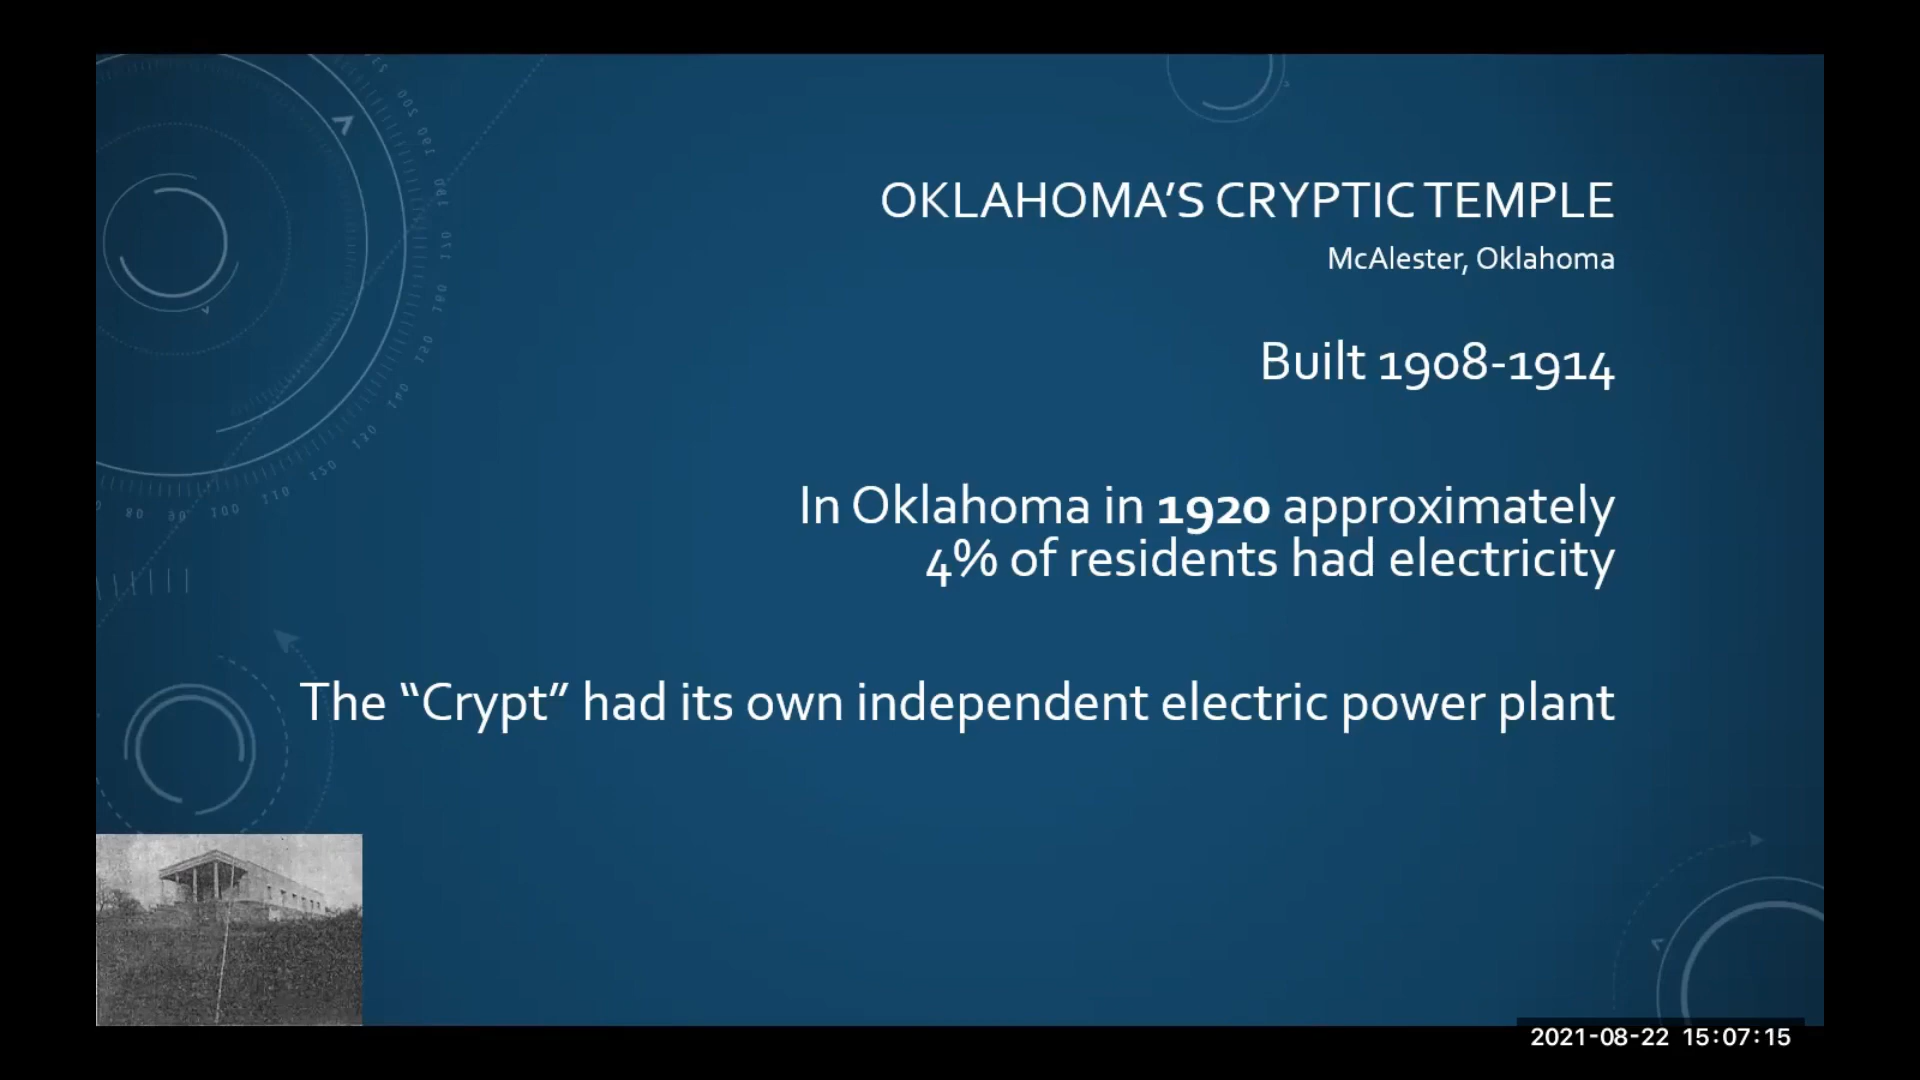 OKLAHOMA’S CRYPTIC TEMPLE
McAlester, Oklahoma
Built 1908-1914
In Oklahoma in 1920 approximately
4% of residents had electricity
The “Crypt” had its own independent electric power plant
2021-08-22 15:07:15